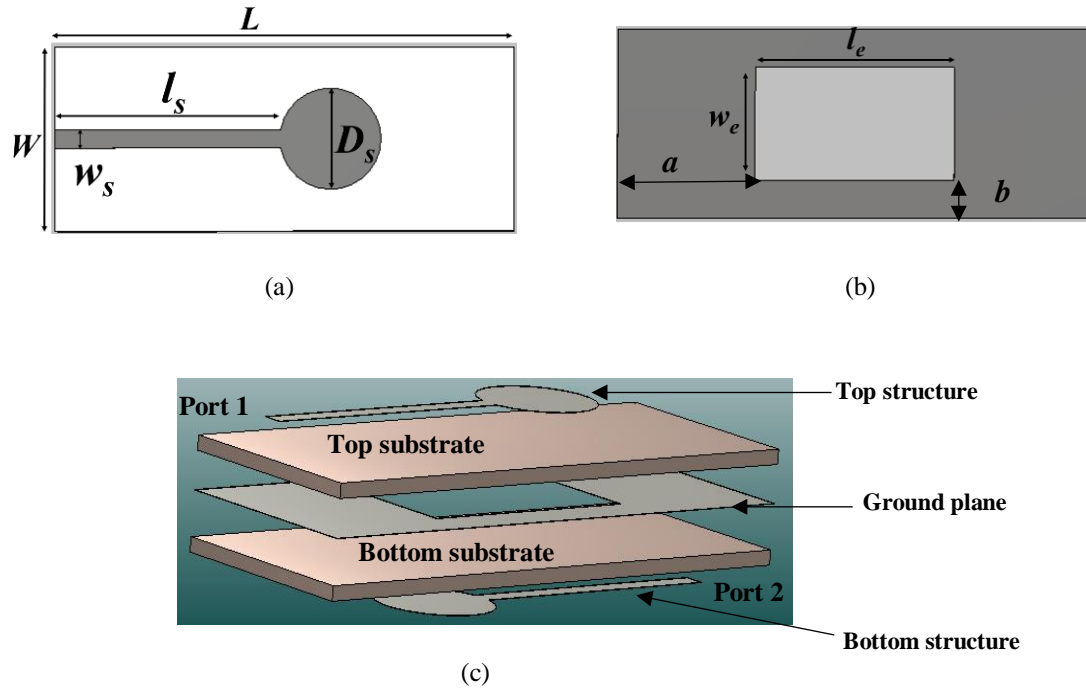 L
l_s
W
w_s
D_s
(a)
l_e
w_e
a
b
(b)
Port 1
Top structure
Top substrate
Ground plane
Bottom substrate
Port 2
Bottom structure
(c)